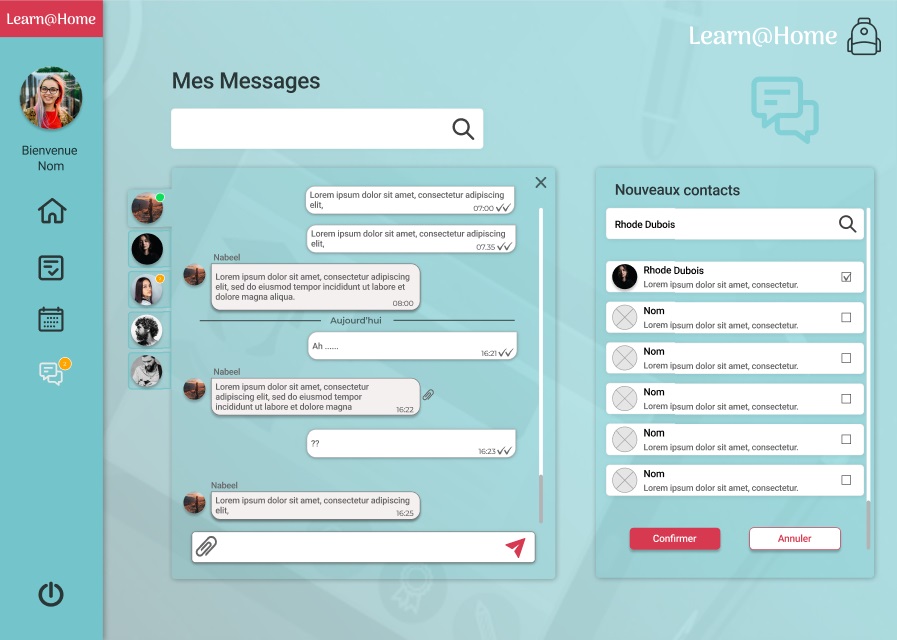 Learn@Home
Learn@Home
Bienvenue
Nom
Mes Messages
Lorem ipsum dolor sit amet, consectetur adipiscing
elit,
07:00
Lorem ipsum dolor sit amet, consectetur adipiscing
elit,
07.35
Nabeel
Lorem ipsum dolor sit amet, consectetur adipiscing
elit, sed do eiusmod tempor incididunt ut labore et
dolore magna aliqua.
08:00
Aujourd'hui
Ah ......
16:21
Nabeel
Lorem ipsum dolor sit amet, consectetur
adipiscing elit, sed do eiusmod tempor
incididunt ut labore et dolore magna
16:22
??
16:23
Nabeel
Lorem ipsum dolor sit amet, consectetur adipiscing
elit,
16:25
Nouveaux contacts
Rhode Dubois
Rhode Dubois
Lorem ipsum dolor sit amet, consectetur.
Nom
Lorem ipsum dolor sit amet, consectetur.
Nom
Lorem ipsum dolor sit amet, consectetur.
Nom
Lorem ipsum dolor sit amet, consectetur.
Nom
Lorem ipsum dolor sit amet, consectetur.
Nom
Lorem ipsum dolor sit amet, consectetur.
Confirmer
Annuler